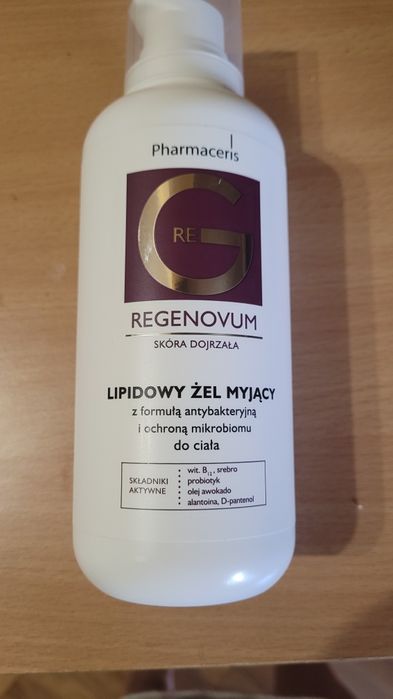 Pharmaceris
RE
G
REGENOVUM
SKÓRA DOJRZAŁA
LIPIDOWY ŻEL MYJĄCY
z formułą antybakteryjną
i ochroną mikrobiomu
do ciała
SKŁADNIKI
AKTYWNE
wit. B₁₂, srebro
probiotyk
olej awokado
alantoina, D-pantenol